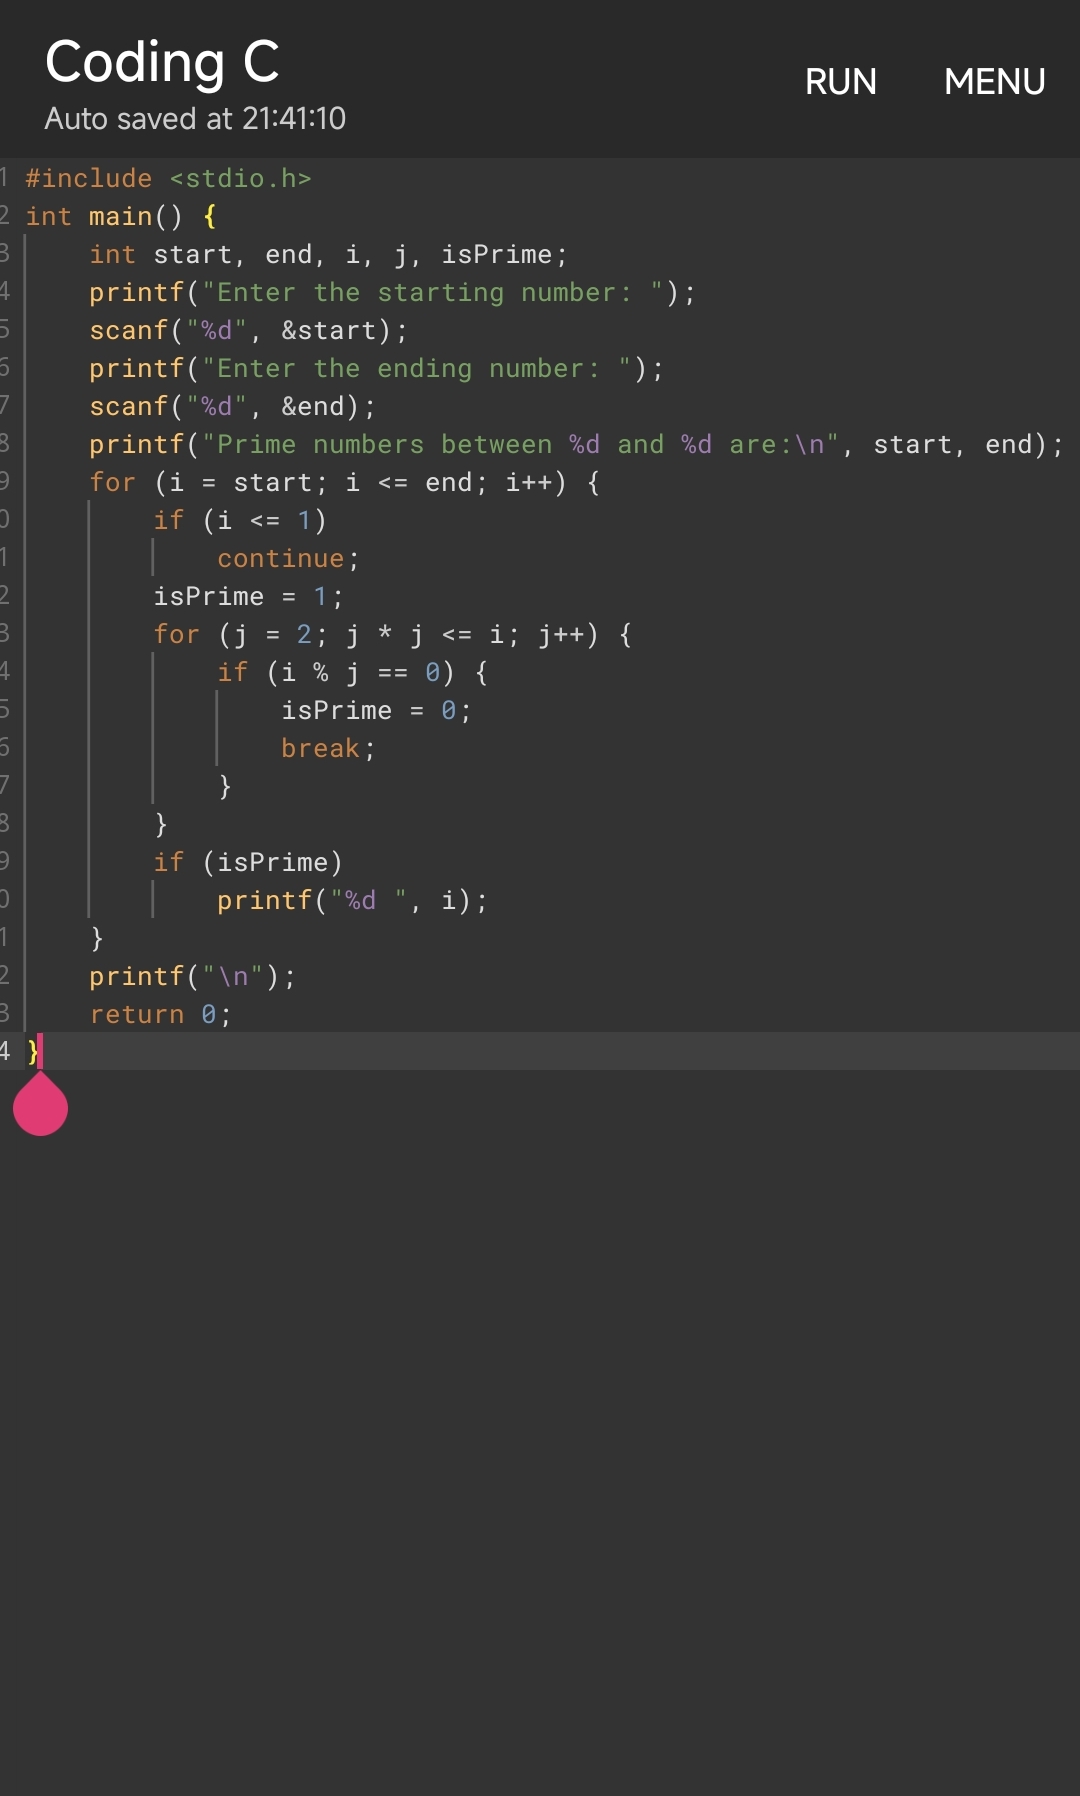 Coding C
RUN MENU
Auto saved at 21:41:10
1 #include <stdio.h>
2 int main() {
3     int start, end, i, j, isPrime;
4     printf("Enter the starting number: ");
5     scanf("%d", &start);
6     printf("Enter the ending number: ");
7     scanf("%d", &end);
8     printf("Prime numbers between %d and %d are:\n", start, end);
9     for (i = start; i <= end; i++) {
0         if (i <= 1)
1             continue;
2         isPrime = 1;
3         for (j = 2; j * j <= i; j++) {
4             if (i % j == 0) {
5                 isPrime = 0;
6                 break;
7             }
8         }
9         if (isPrime)
0             printf("%d ", i);
1     }
2     printf("\n");
3     return 0;
4 }